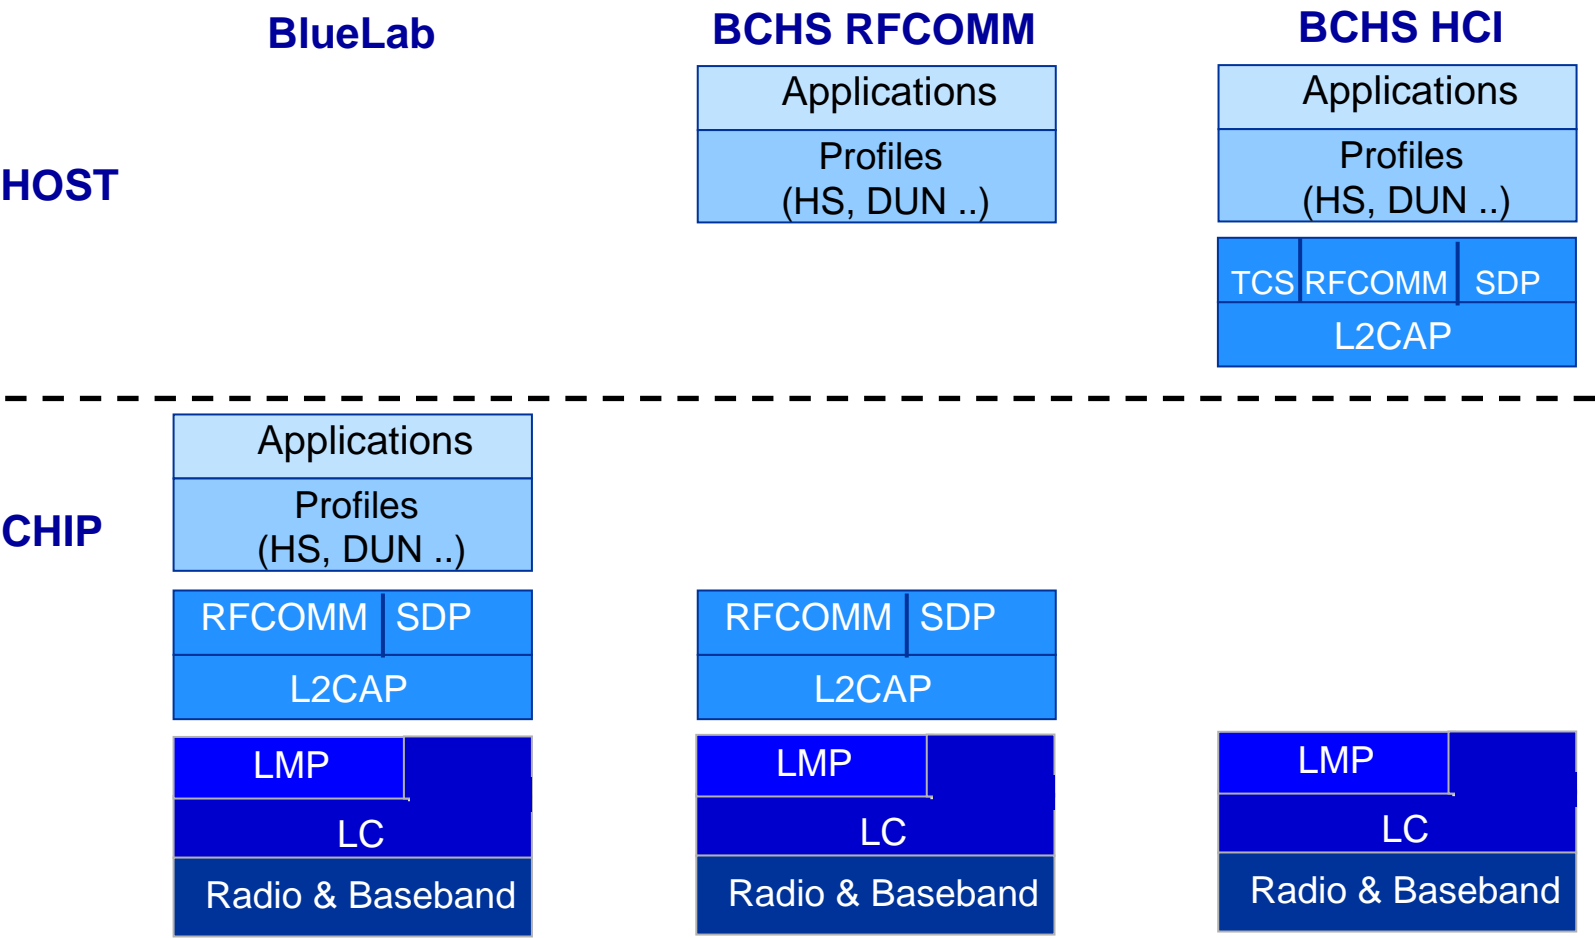 BlueLab
BCHS RFCOMM
BCHS HCI
Applications
Applications
HOST
Profiles
(HS, DUN ..)
Profiles
(HS, DUN ..)
TCS RFCOMM SDP
L2CAP
CHIP
Applications
Profiles
(HS, DUN ..)
RFCOMM SDP
L2CAP
LMP
LC
Radio & Baseband
RFCOMM SDP
L2CAP
LMP
LC
Radio & Baseband
LMP
LC
Radio & Baseband